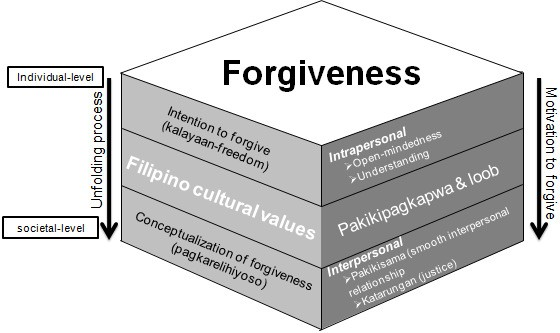 Forgiveness
Individual-level
Unfolding process
societal-level
Intention to forgive
(kalayaan-freedom)
Filipino cultural values
Conceptualization of forgiveness
(pagkarelihiyoso)
Intrapersonal
➤Open-mindedness
➤Understanding
Pakikipagkapwa & loob
Interpersonal
➤Pakikisama (smooth interpersonal
relationship
➤Katarungan (justice)
Motivation to forgive